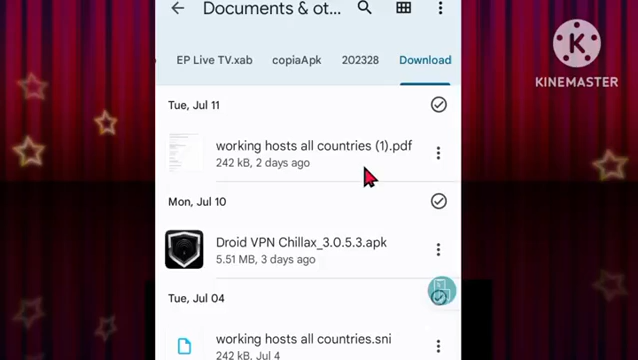 Documents & ot...
KINEMASTER
EP Live TV.xab copiaApk 202328 Download
Tue, Jul 11
working hosts all countries (1).pdf
242 kB, 2 days ago
Mon, Jul 10
Droid VPN Chillax_3.0.5.3.apk
5.51 MB, 3 days ago
Tue, Jul 04
working hosts all countries.sni
242 kB, Jul 4